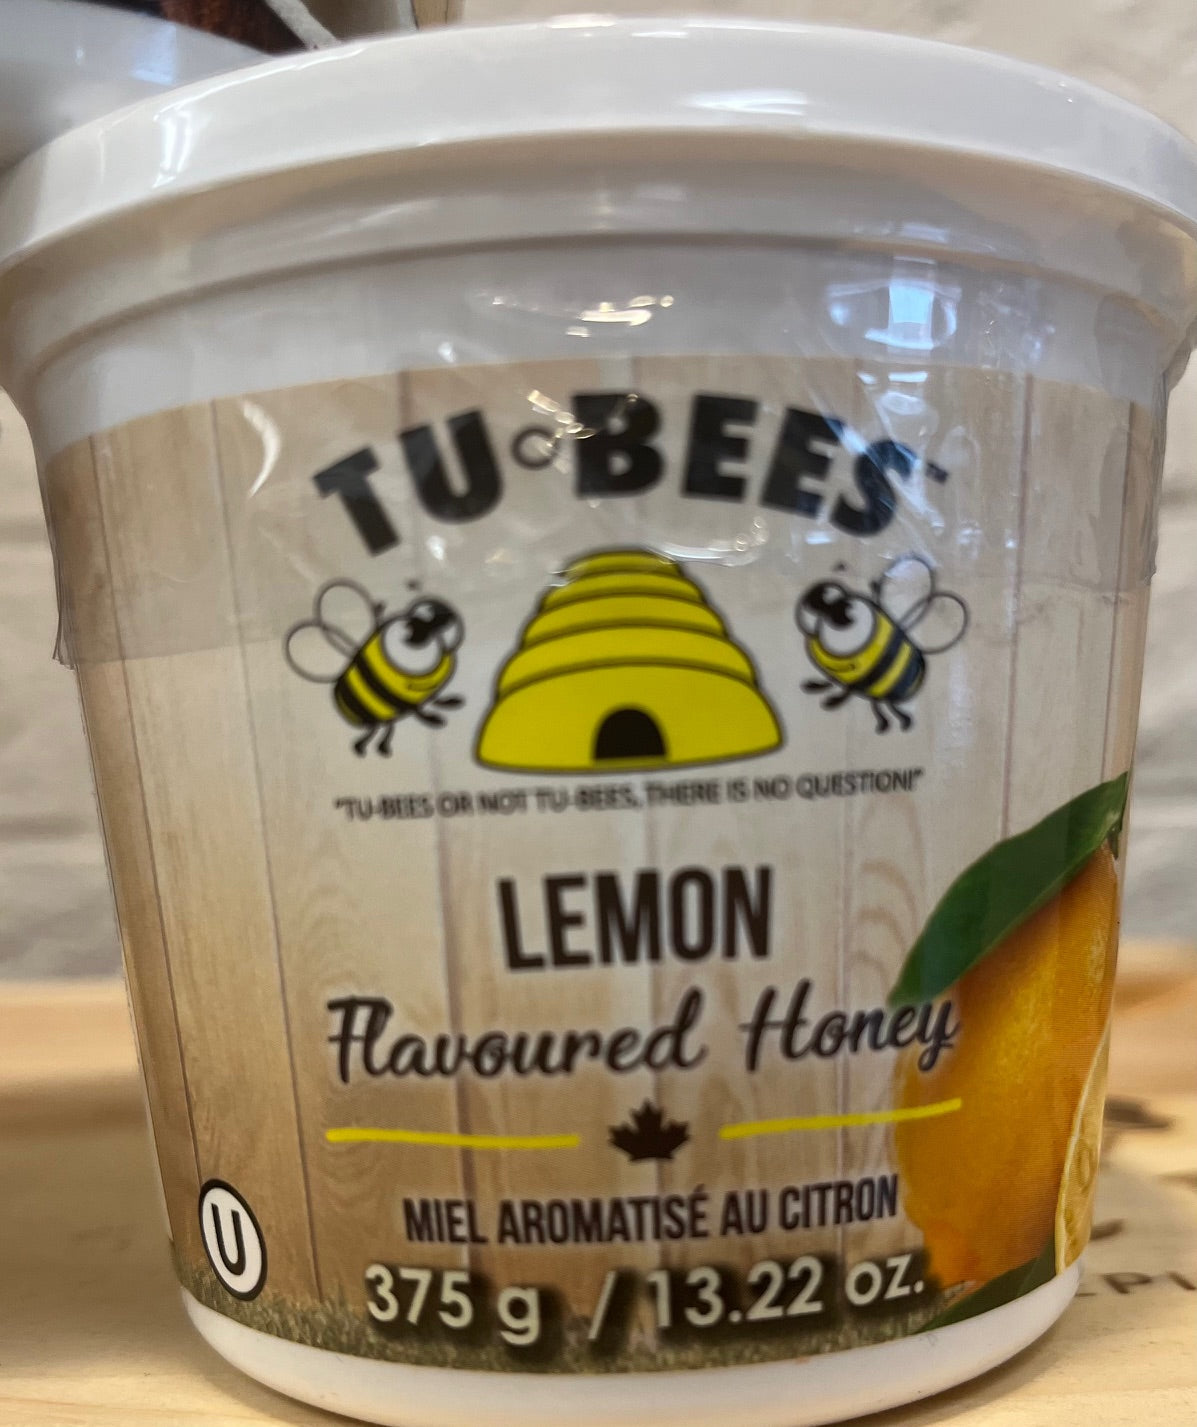 TU·BEES™
"TU-BEES OR NOT TU-BEES, THERE IS NO QUESTION!"
LEMON
Flavoured Honey
MIEL AROMATISÉ AU CITRON
U
375 g / 13.22 oz.